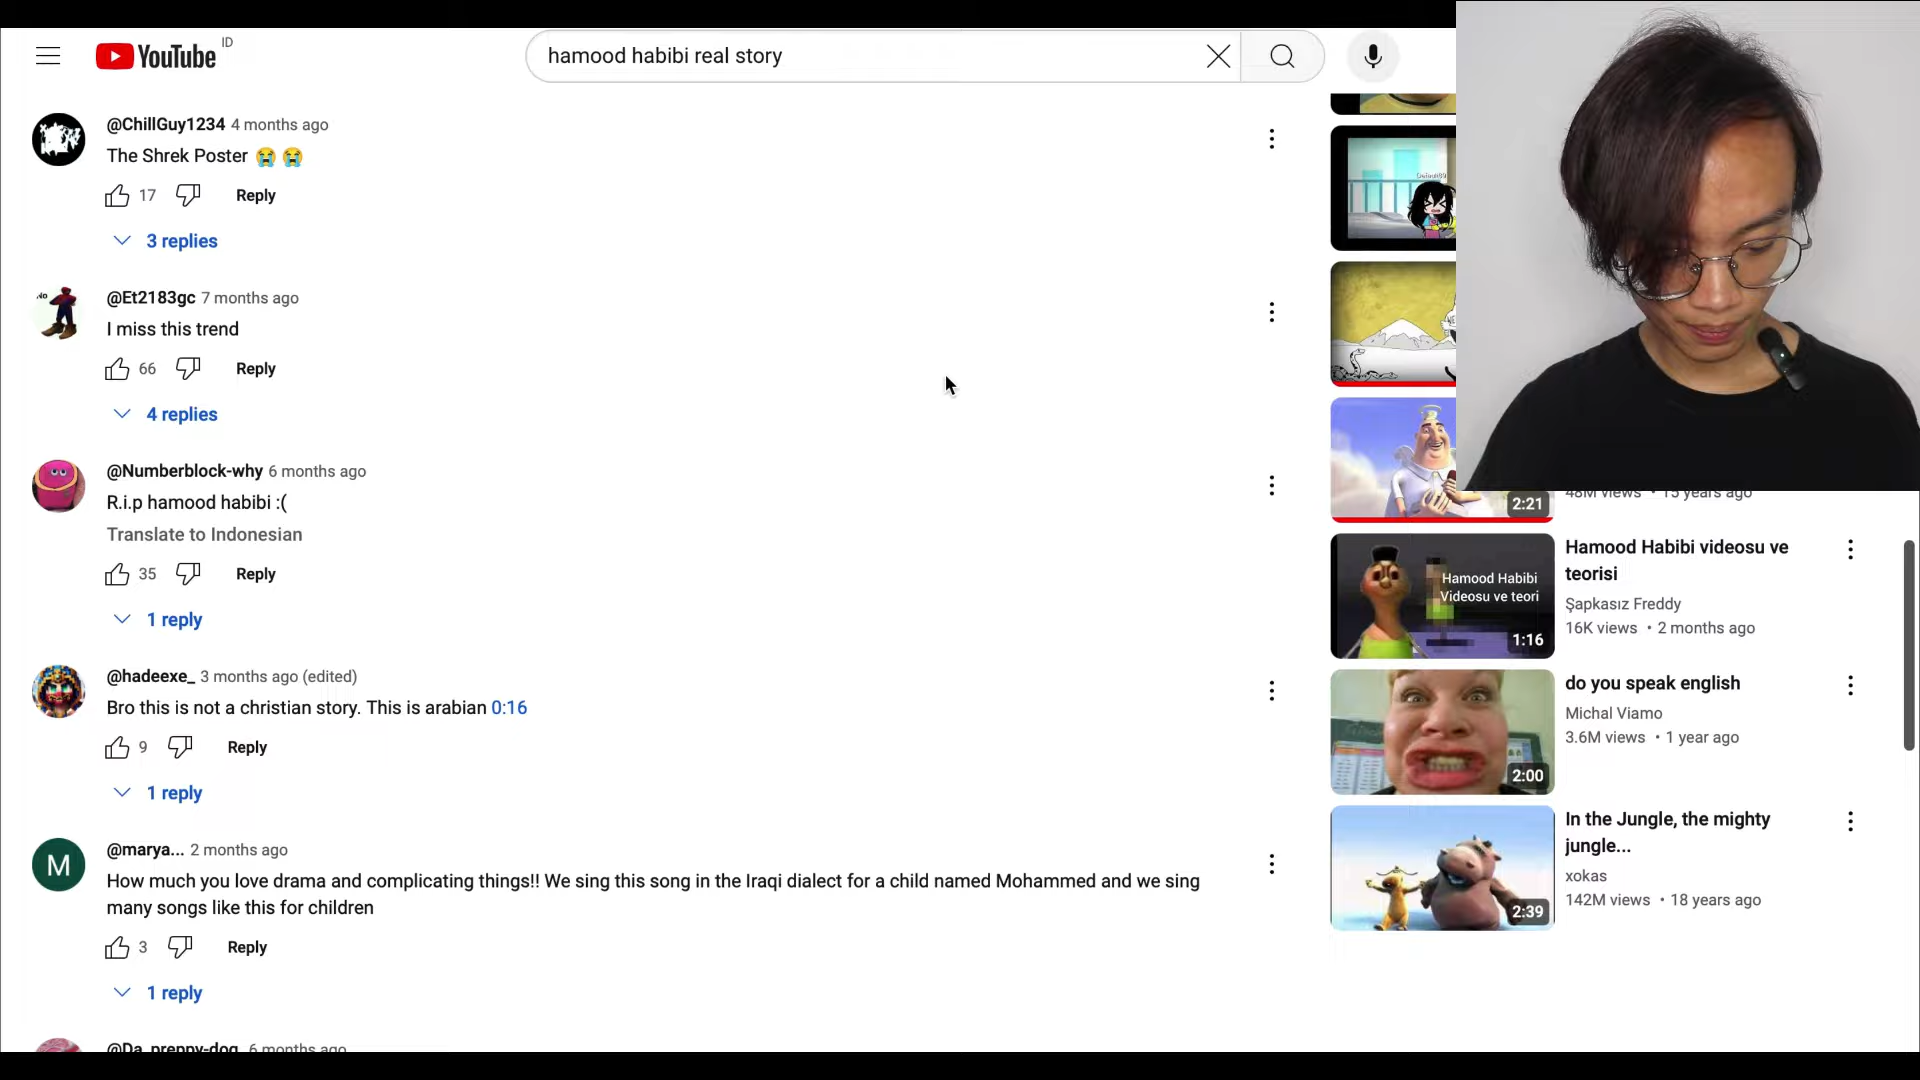 YouTube ID
hamood habibi real story
@ChillGuy1234 4 months ago
The Shrek Poster 😭 😭
17 Reply
3 replies
@Et2183gc 7 months ago
I miss this trend
66 Reply
4 replies
@Numberblock-why 6 months ago
R.i.p hamood habibi :(
Translate to Indonesian
35 Reply
1 reply
@hadeexe_ 3 months ago (edited)
Bro this is not a christian story. This is arabian 0:16
9 Reply
1 reply
@marya... 2 months ago
How much you love drama and complicating things!! We sing this song in the Iraqi dialect for a child named Mohammed and we sing
many songs like this for children
3 Reply
1 reply
@Da_preppy-dog 6 months ago
48M views • 15 years ago
2:21
Hamood Habibi
Videosu ve teori
1:16
Hamood Habibi videosu ve
teorisi
Şapkasız Freddy
16K views • 2 months ago
2:00
do you speak english
Michal Viamo
3.6M views • 1 year ago
2:39
In the Jungle, the mighty
jungle...
xokas
142M views • 18 years ago
M